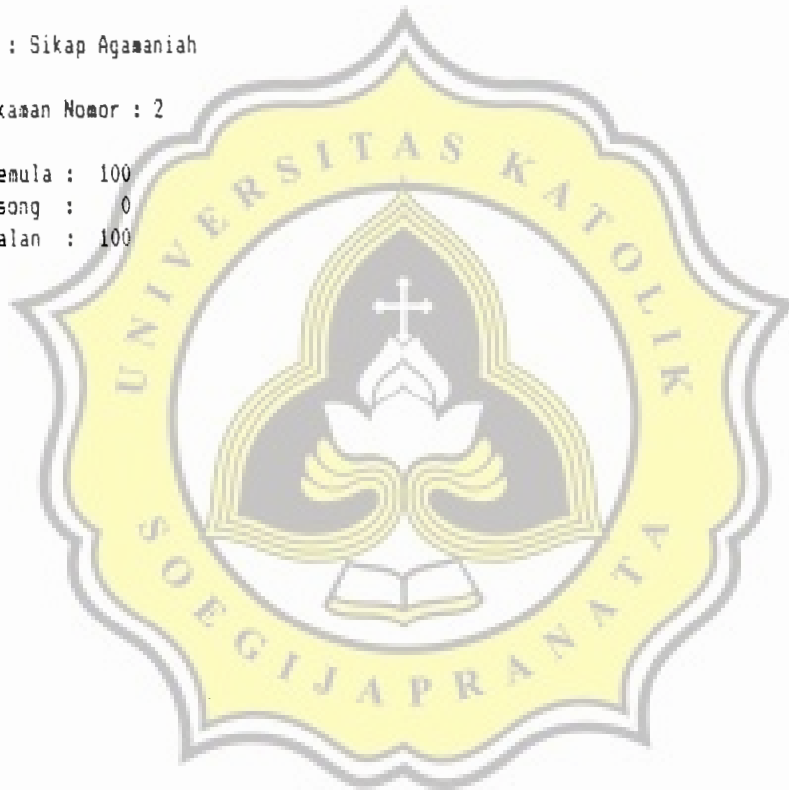 : Sikap Agamaniah
kaman Nomor : 2
emula : 100
song : 0
alan : 100
UNIVERSITAS KATOLIK
SOEGIJAPRANATA